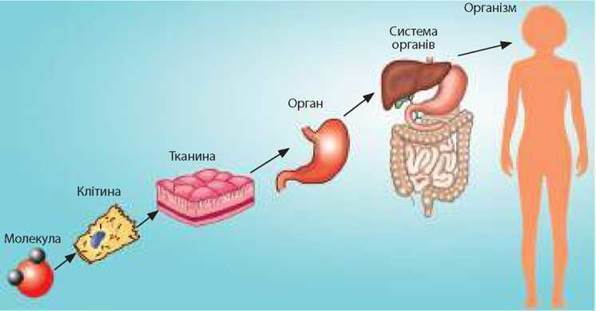 Організм
Система
органів
Орган
Тканина
Клітина
Молекула